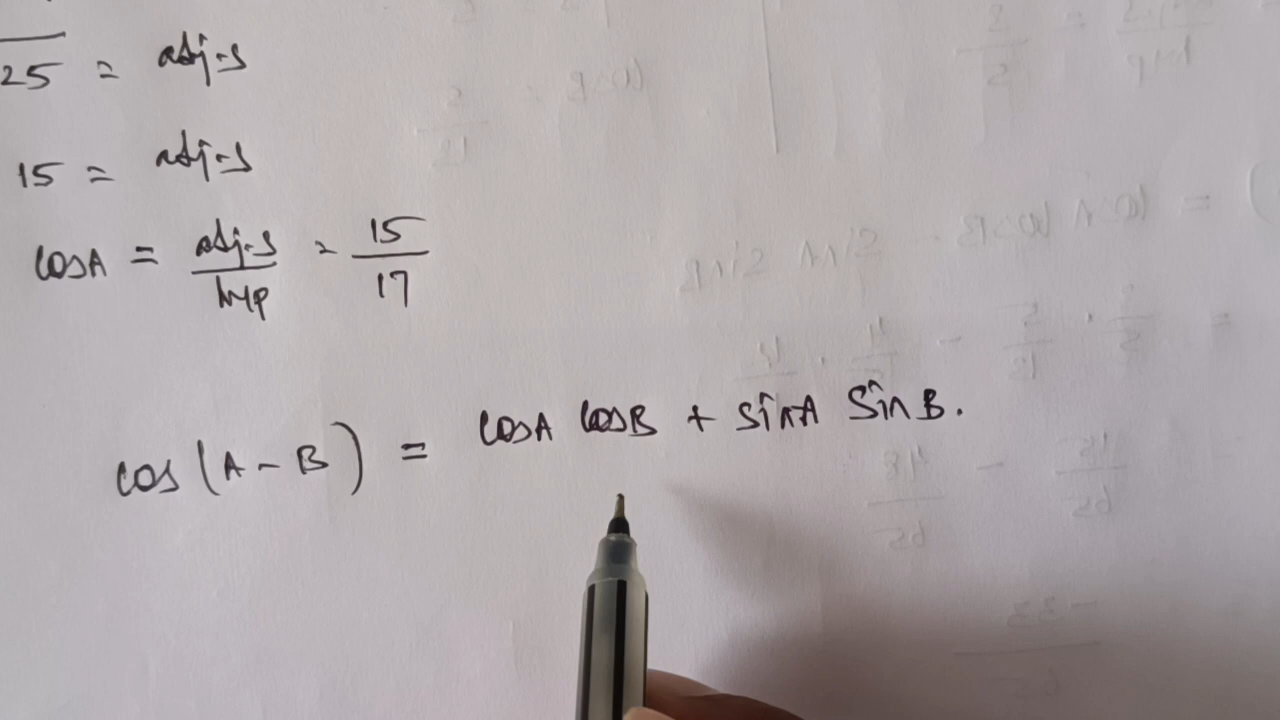 25 = adj-s
15 = adj-s
cosA = adj-s/hyp = 15/17
cos(A-B) = cosA cosB + sinA sinB.